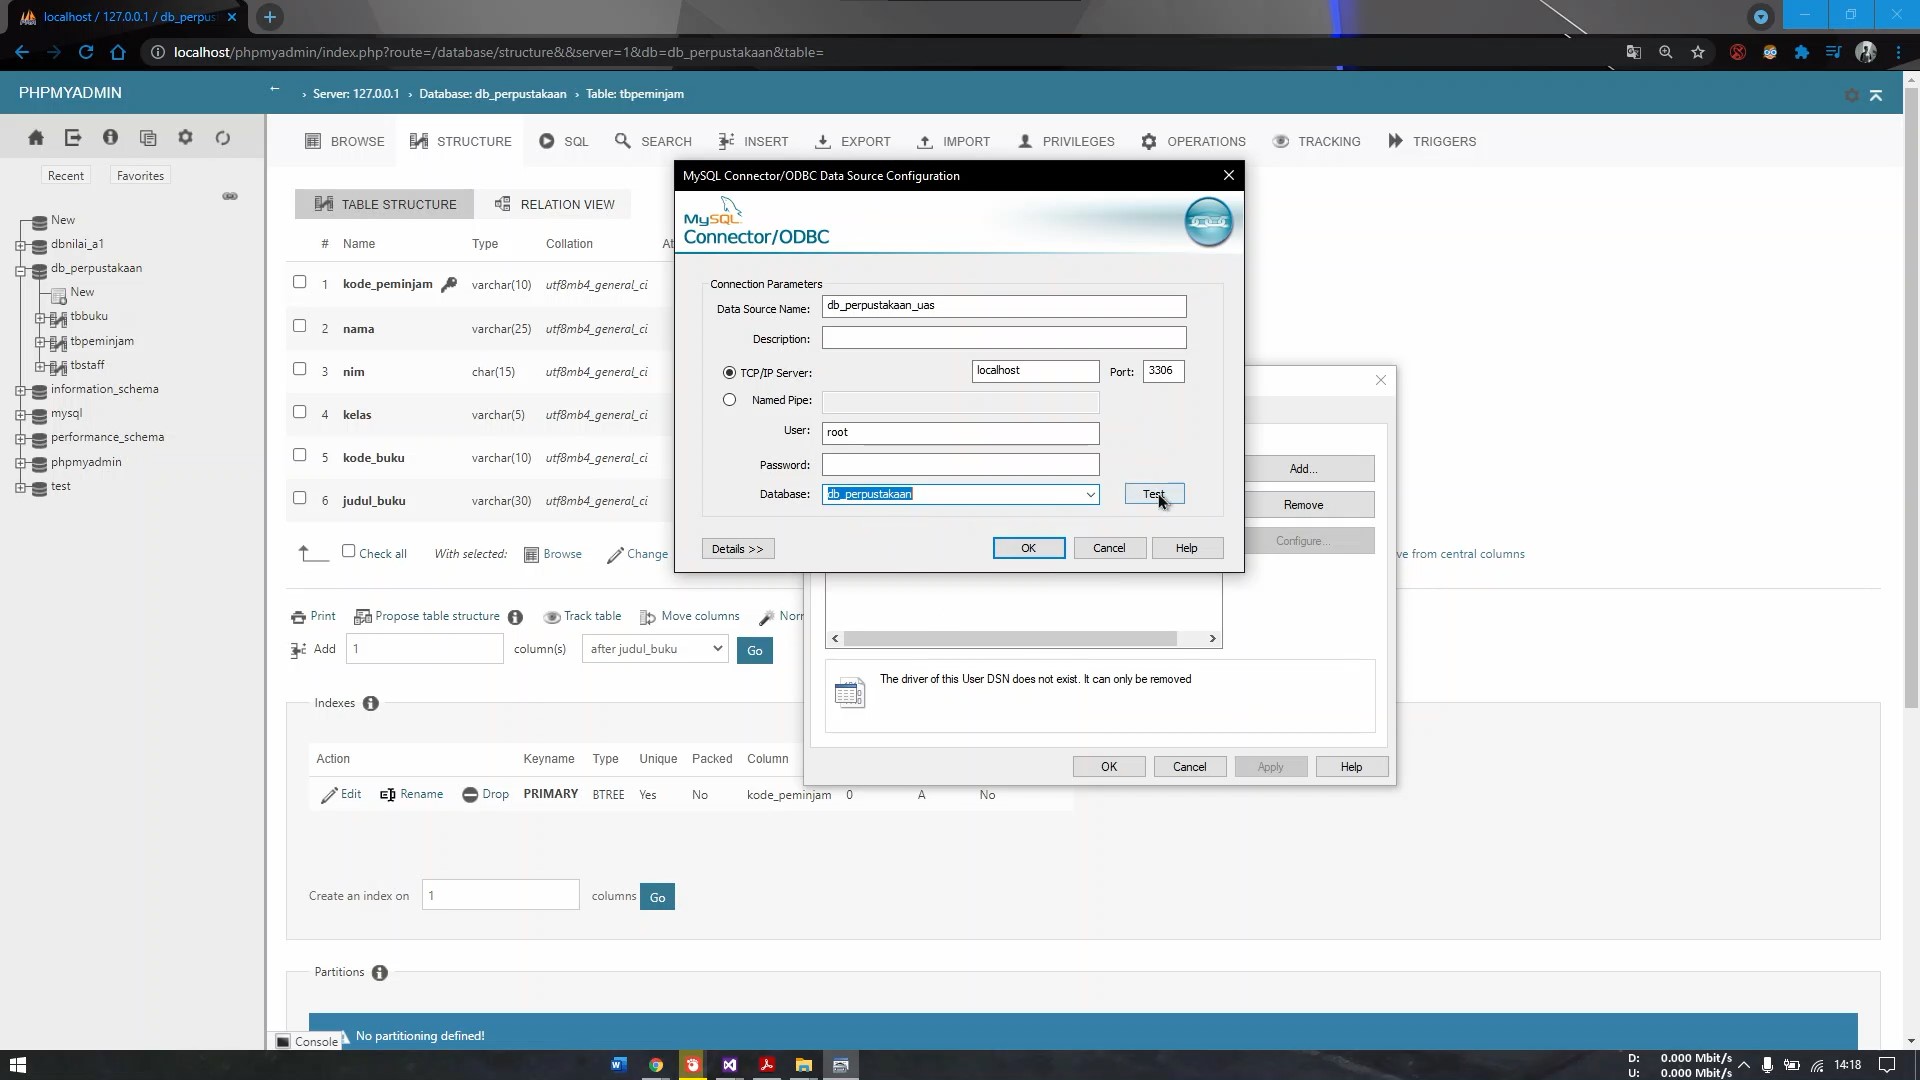 localhost / 127.0.0.1 / db_perpus
localhost/phpmyadmin/index.php?route=/database/structure&&server=1&db=db_perpustakaan&table=
PHPMYADMIN
Server: 127.0.0.1 › Database: db_perpustakaan › Table: tbpeminjam
BROWSE STRUCTURE SQL SEARCH INSERT EXPORT IMPORT PRIVILEGES OPERATIONS TRACKING TRIGGERS
Recent Favorites
New
dbnilai_a1
db_perpustakaan
New
tbbuku
tbpeminjam
tbstaff
information_schema
mysql
performance_schema
phpmyadmin
test
TABLE STRUCTURE RELATION VIEW
# Name Type Collation At
1 kode_peminjam varchar(10) utf8mb4_general_ci
2 nama varchar(25) utf8mb4_general_ci
3 nim char(15) utf8mb4_general_ci
4 kelas varchar(5) utf8mb4_general_ci
5 kode_buku varchar(10) utf8mb4_general_ci
6 judul_buku varchar(30) utf8mb4_general_ci
Check all With selected: Browse Change
ve from central columns
Print Propose table structure Track table Move columns Norr
Add 1 column(s) after judul_buku Go
Indexes
Action Keyname Type Unique Packed Column
Edit Rename Drop PRIMARY BTREE Yes No kode_peminjam 0 A No
Create an index on 1 columns Go
Partitions
No partitioning defined!
Console
MySQL Connector/ODBC Data Source Configuration
MySQL
Connector/ODBC
Connection Parameters
Data Source Name: db_perpustakaan_uas
Description:
TCP/IP Server: localhost Port: 3306
Named Pipe:
User: root
Password:
Database: db_perpustakaan Test
Details >> OK Cancel Help
Add...
Remove
Configure...
The driver of this User DSN does not exist. It can only be removed
OK Cancel Apply Help
D: 0.000 Mbit/s
U: 0.000 Mbit/s
14:18